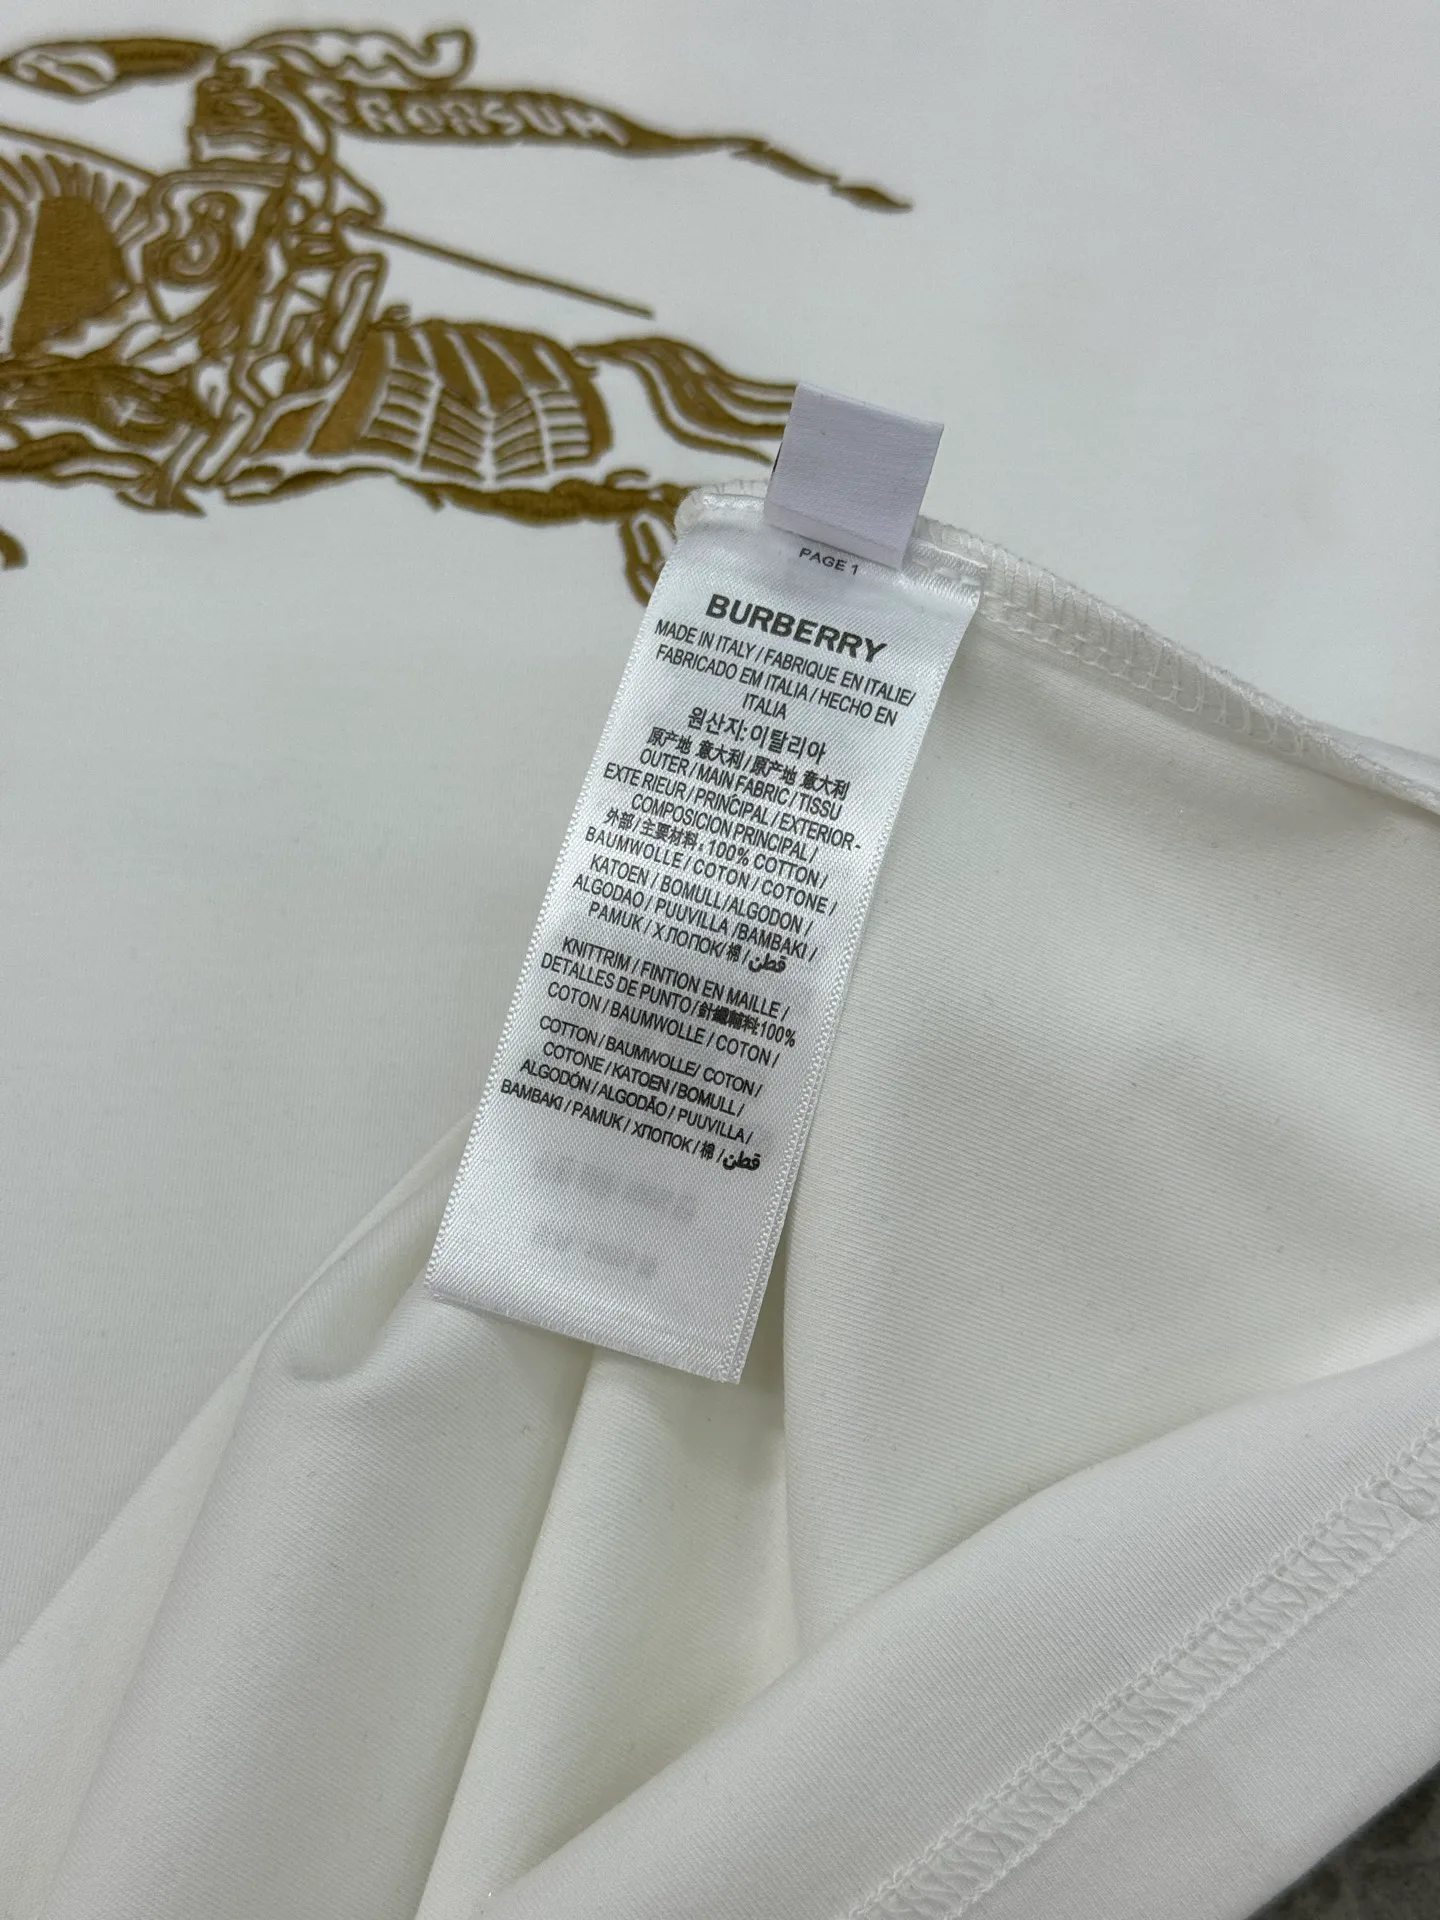 PRORSUM
PAGE 1
BURBERRY
MADE IN ITALY / FABRIQUE EN ITALIE/
FABRICADO EM ITALIA / HECHO EN
ITALIA
원산지: 이탈리아
原产地 意大利 / 原产地 意大利
OUTER / MAIN FABRIC / TISSU
EXTE RIEUR / PRINCIPAL / EXTERIOR-
COMPOSICION PRINCIPAL /
外部 / 主要材料: 100% COTTON /
BAUMWOLLE / COTON / COTONE /
KATOEN / BOMULL/ALGODON /
ALGODAO / PUUVILLA /BAMBAKI /
PAMUK / ХЛОПОК/ 棉 / قطن
KNITTRIM / FINTION EN MAILLE /
DETALLES DE PUNTO / 針織輔料:100%
COTON / BAUMWOLLE / COTON /
COTTON / BAUMWOLLE/ COTON /
COTONE / KATOEN / BOMULL /
ALGODÓN / ALGODÃO / PUUVILLA /
BAMBAKI / PAMUK / ХЛОПОК / 棉 / قطن